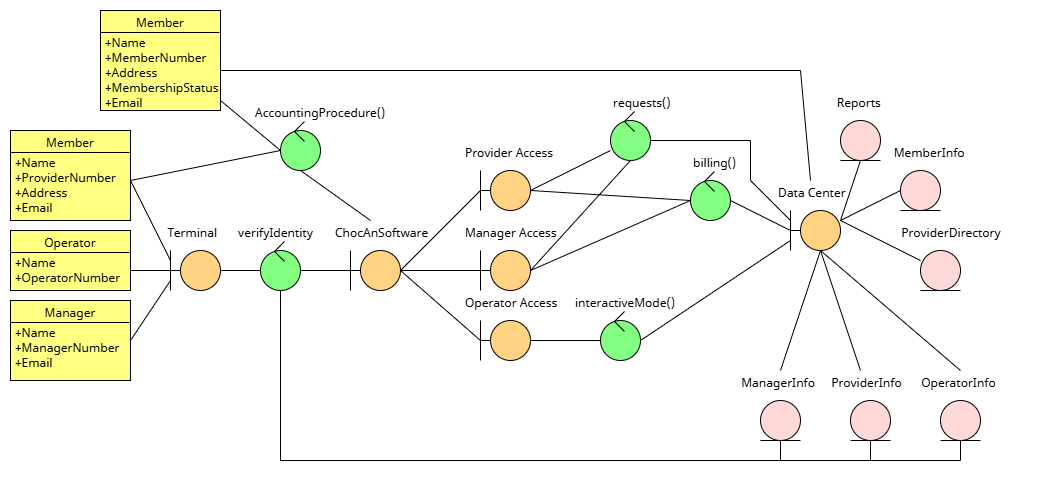 Member
+Name
+MemberNumber
+Address
+MembershipStatus
+Email
Member
+Name
+ProviderNumber
+Address
+Email
Operator
+Name
+OperatorNumber
Manager
+Name
+ManagerNumber
+Email
AccountingProcedure()
Terminal
verifyIdentity
ChocAnSoftware
Provider Access
Manager Access
Operator Access
requests()
billing()
interactiveMode()
Data Center
Reports
MemberInfo
ProviderDirectory
ManagerInfo
ProviderInfo
OperatorInfo